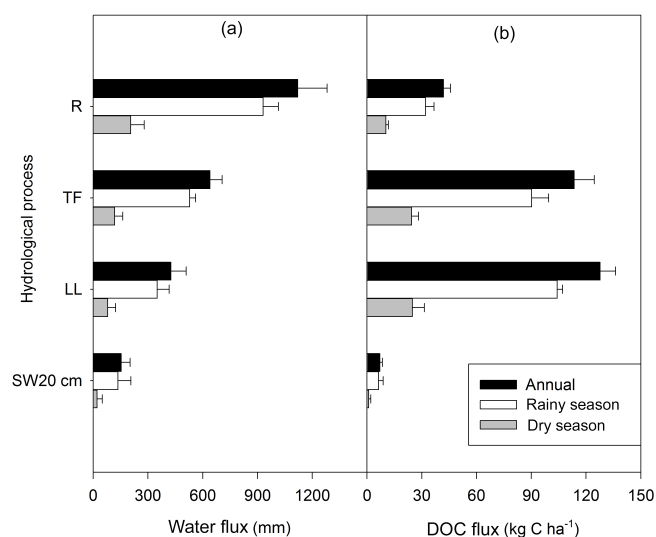 (a)
(b)
Hydrological process
R
TF
LL
SW20 cm
Annual
Rainy season
Dry season
0 300 600 900 1200
0 30 60 90 120 150
Water flux (mm)
DOC flux (kg C ha⁻¹)